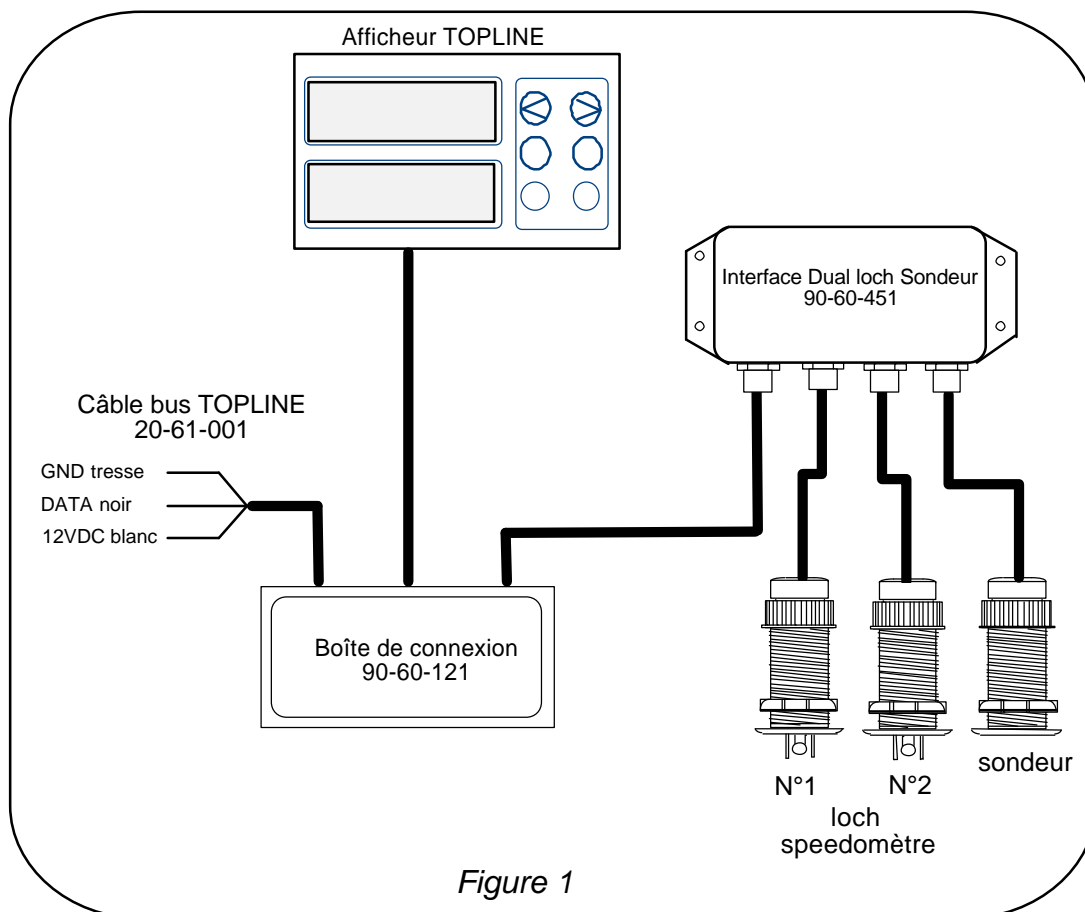 Afficheur TOPLINE
Interface Dual loch Sondeur
90-60-451
Câble bus TOPLINE
20-61-001
GND tresse
DATA noir
12VDC blanc
Boîte de connexion
90-60-121
N°1
N°2
sondeur
loch
speedomètre
Figure 1